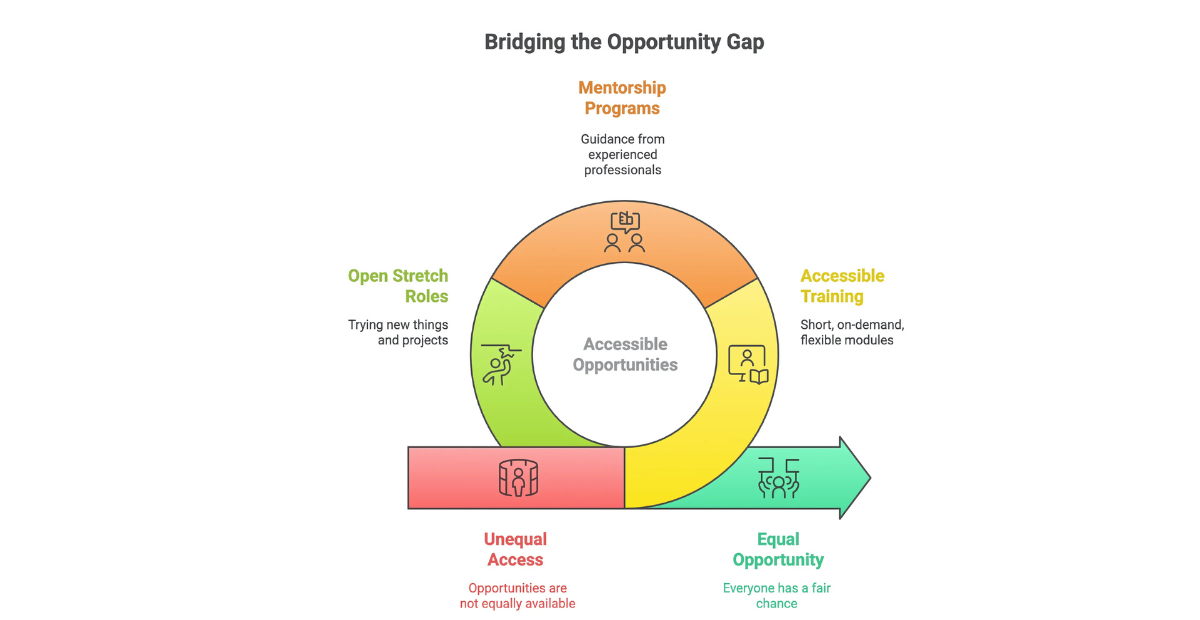 Bridging the Opportunity Gap
Mentorship
Programs
Guidance from
experienced
professionals
Open Stretch
Roles
Trying new things
and projects
Accessible
Training
Short, on-demand,
flexible modules
Accessible
Opportunities
Unequal
Access
Opportunities are
not equally available
Equal
Opportunity
Everyone has a fair
chance